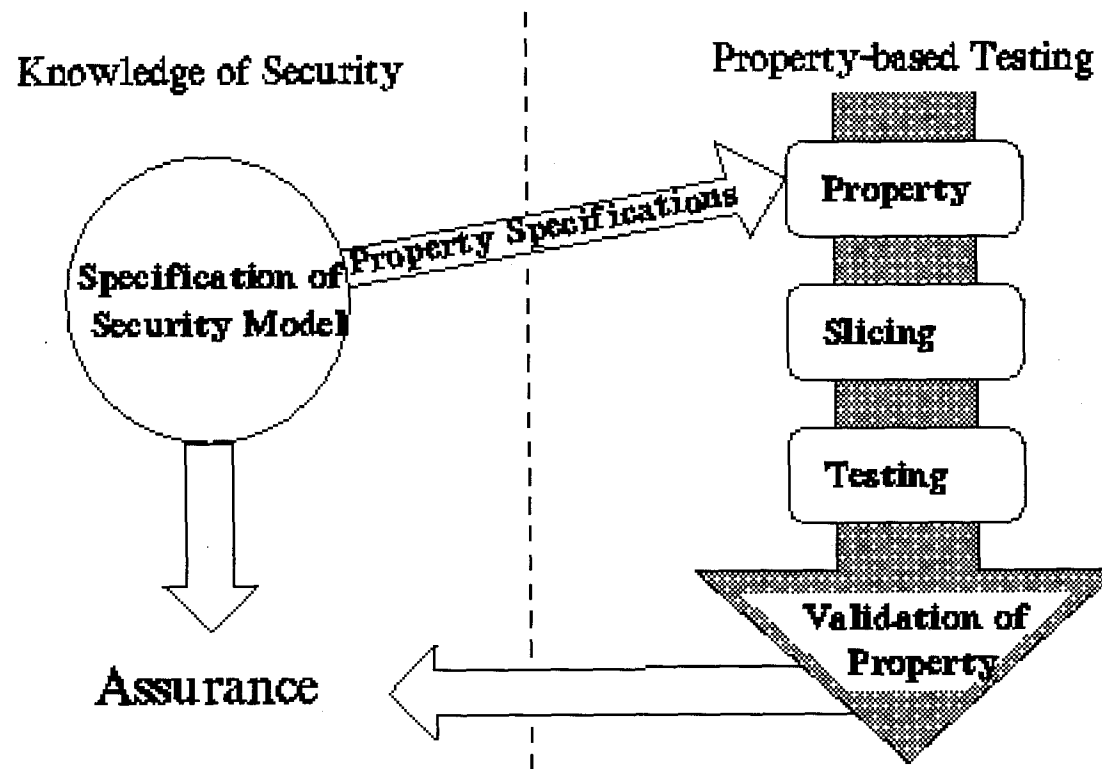 Knowledge of Security
Property-based Testing
Property Specifications
Property
Specification of
Security Model
Slicing
Testing
Validation of
Property
Assurance